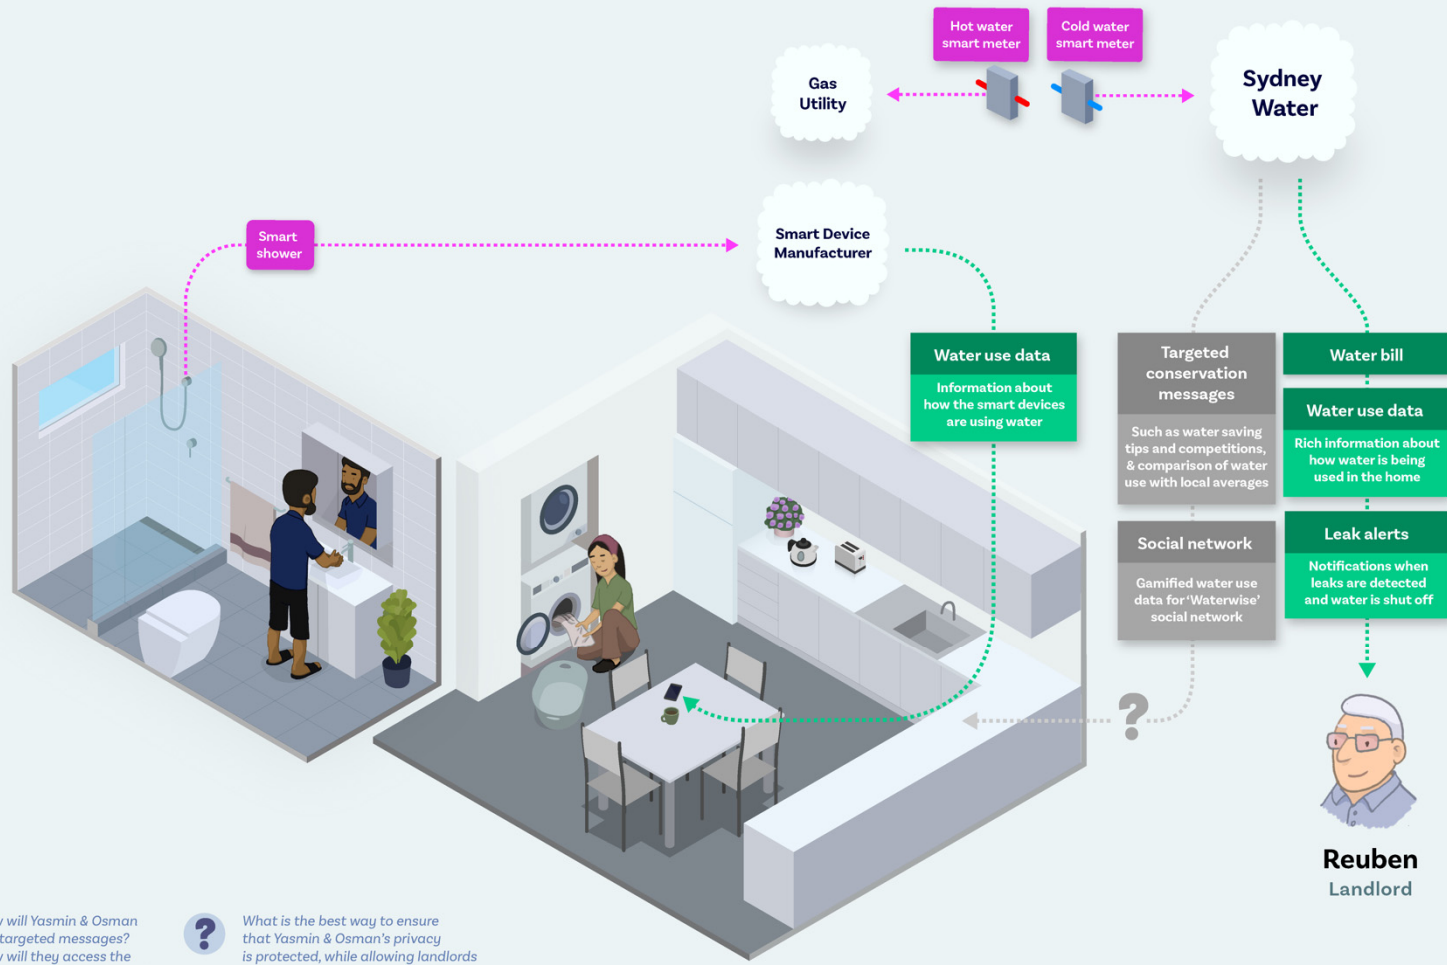 Hot water
smart meter
Cold water
smart meter
Gas
Utility
Sydney
Water
Smart
shower
Smart Device
Manufacturer
Water use data
Information about
how the smart devices
are using water
Targeted
conservation
messages
Such as water saving
tips and competitions,
& comparison of water
use with local averages
Social network
Gamified water use
data for ‘Waterwise’
social network
Water bill
Water use data
Rich information about
how water is being
used in the home
Leak alerts
Notifications when
leaks are detected
and water is shut off
?
Reuben
Landlord
will Yasmin & Osman
targeted messages?
will they access the
?
What is the best way to ensure
that Yasmin & Osman's privacy
is protected, while allowing landlords